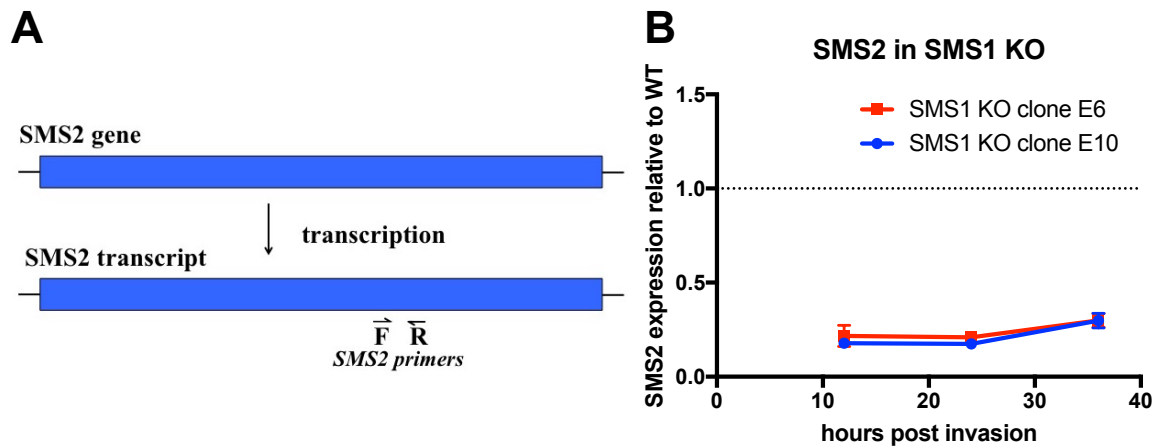 A
SMS2 gene
transcription
SMS2 transcript
F R
SMS2 primers
B
SMS2 in SMS1 KO
SMS2 expression relative to WT
1.5
1.0
0.5
0.0
SMS1 KO clone E6
SMS1 KO clone E10
0 10 20 30 40
hours post invasion